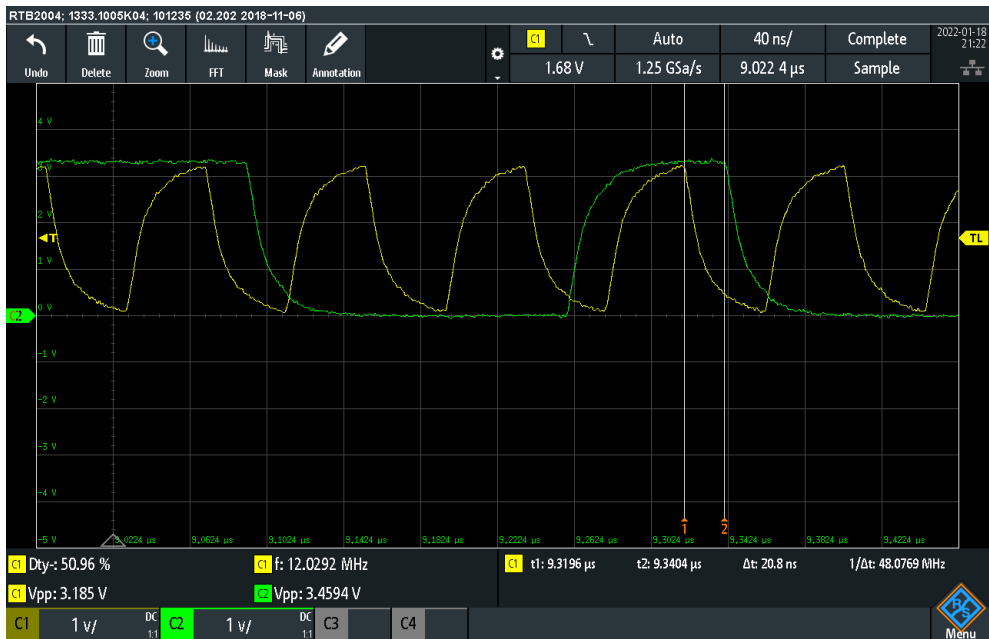 RTB2004; 1333.1005K04; 101235 (02.202 2018-11-06)
Undo
Delete
Zoom
FFT
Mask
Annotation
C1
Auto
40 ns/
Complete
1.68 V
1.25 GSa/s
9.022 4 µs
Sample
2022-01-18
21:22
4 V
3 V
2 V
T
TL
1 V
0 V
C2
-1 V
-2 V
-3 V
-4 V
-5 V
1
2
9.0224 µs
9.0624 µs
9.1024 µs
9.1424 µs
9.1824 µs
9.2224 µs
9.2624 µs
9.3024 µs
9.3424 µs
9.3824 µs
9.4224 µs
C1 Dty-: 50.96 %
C1 f: 12.0292 MHz
C1 t1: 9.3196 µs t2: 9.3404 µs Δt: 20.8 ns 1/Δt: 48.0769 MHz
C1 Vpp: 3.185 V
C2 Vpp: 3.4594 V
C1 1 V/ DC 1:1
C2 1 V/ DC 1:1
C3
C4
R&S
Menu